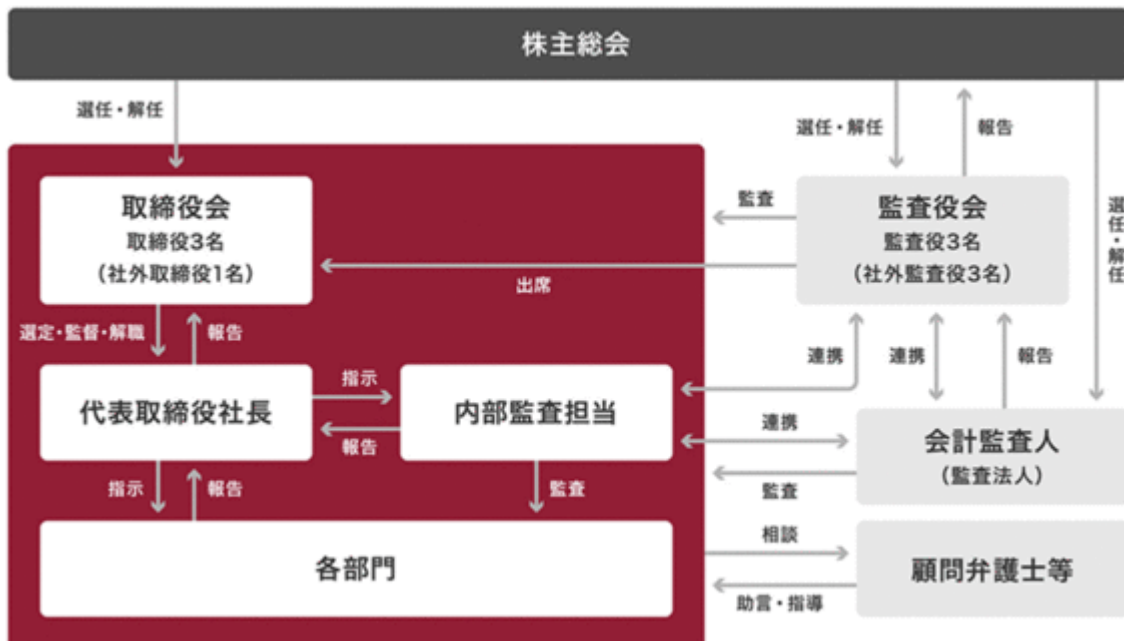 株主総会
選任・解任
選任・解任
報告
選任・解任
取締役会
取締役3名
（社外取締役1名）
監査
出席
監査役会
監査役3名
（社外監査役3名）
選定・監督・解職
報告
連携
連携
報告
代表取締役社長
指示
報告
内部監査担当
連携
監査
会計監査人
（監査法人）
指示
報告
監査
各部門
相談
助言・指導
顧問弁護士等